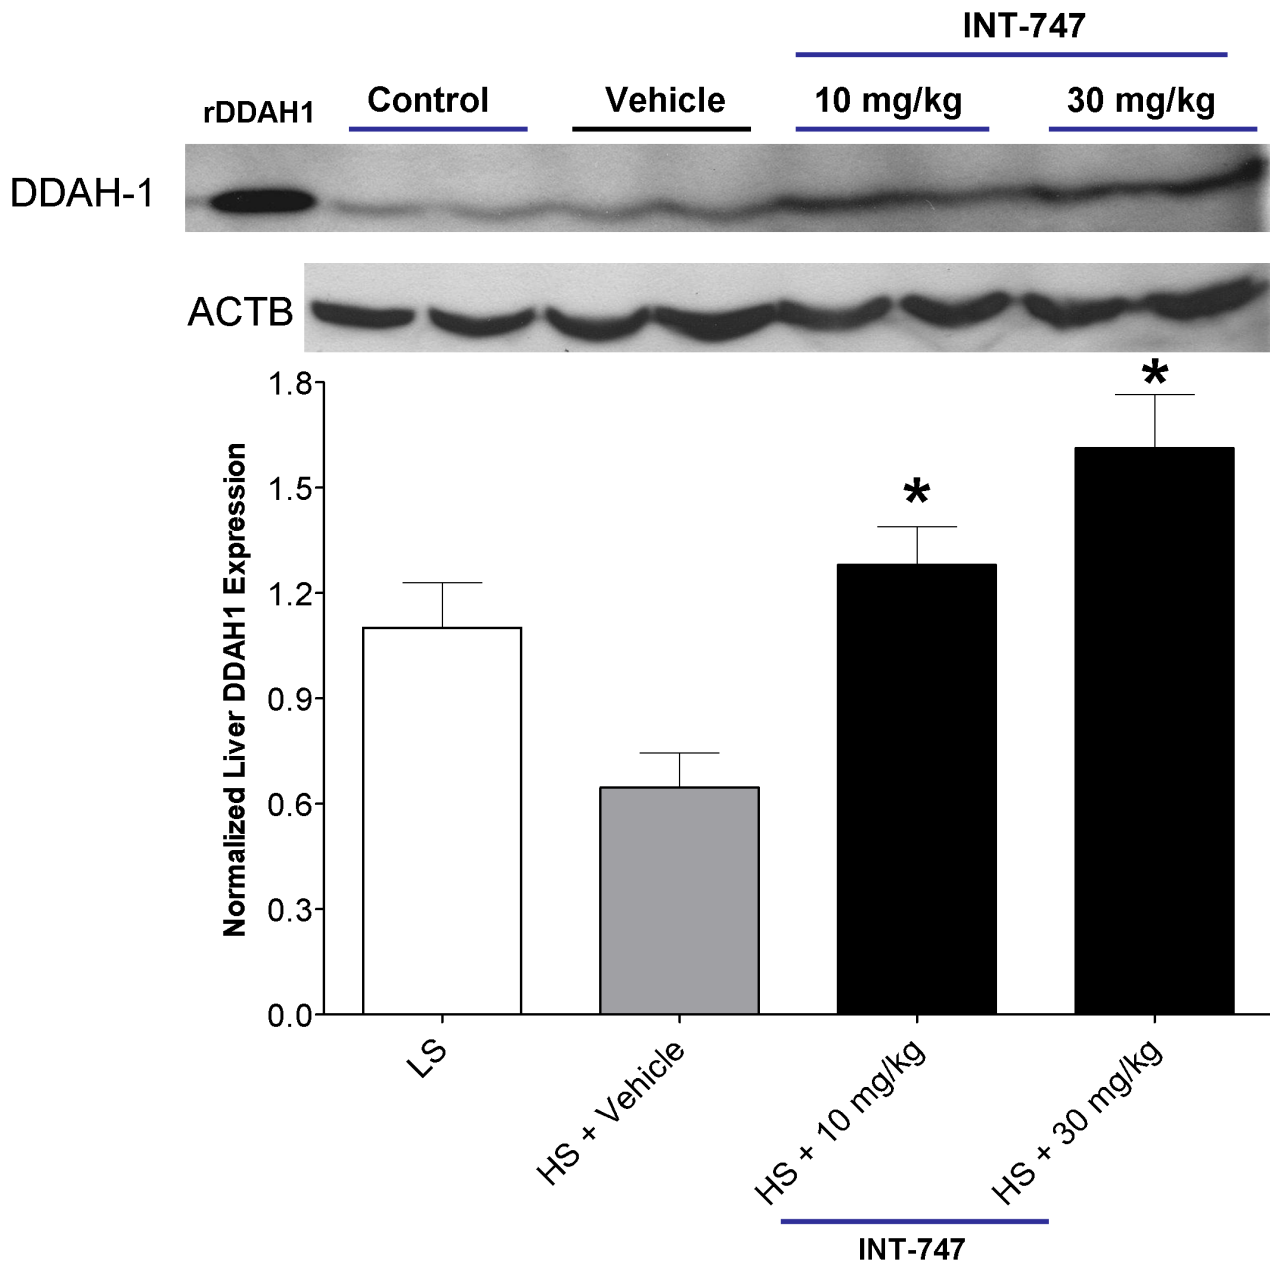 INT-747
rDDAH1 Control Vehicle 10 mg/kg 30 mg/kg
DDAH-1
ACTB
*
*
1.8
1.5
1.2
0.9
0.6
0.3
0.0
Normalized Liver DDAH1 Expression
LS
HS + Vehicle
HS + 10 mg/kg
HS + 30 mg/kg
INT-747